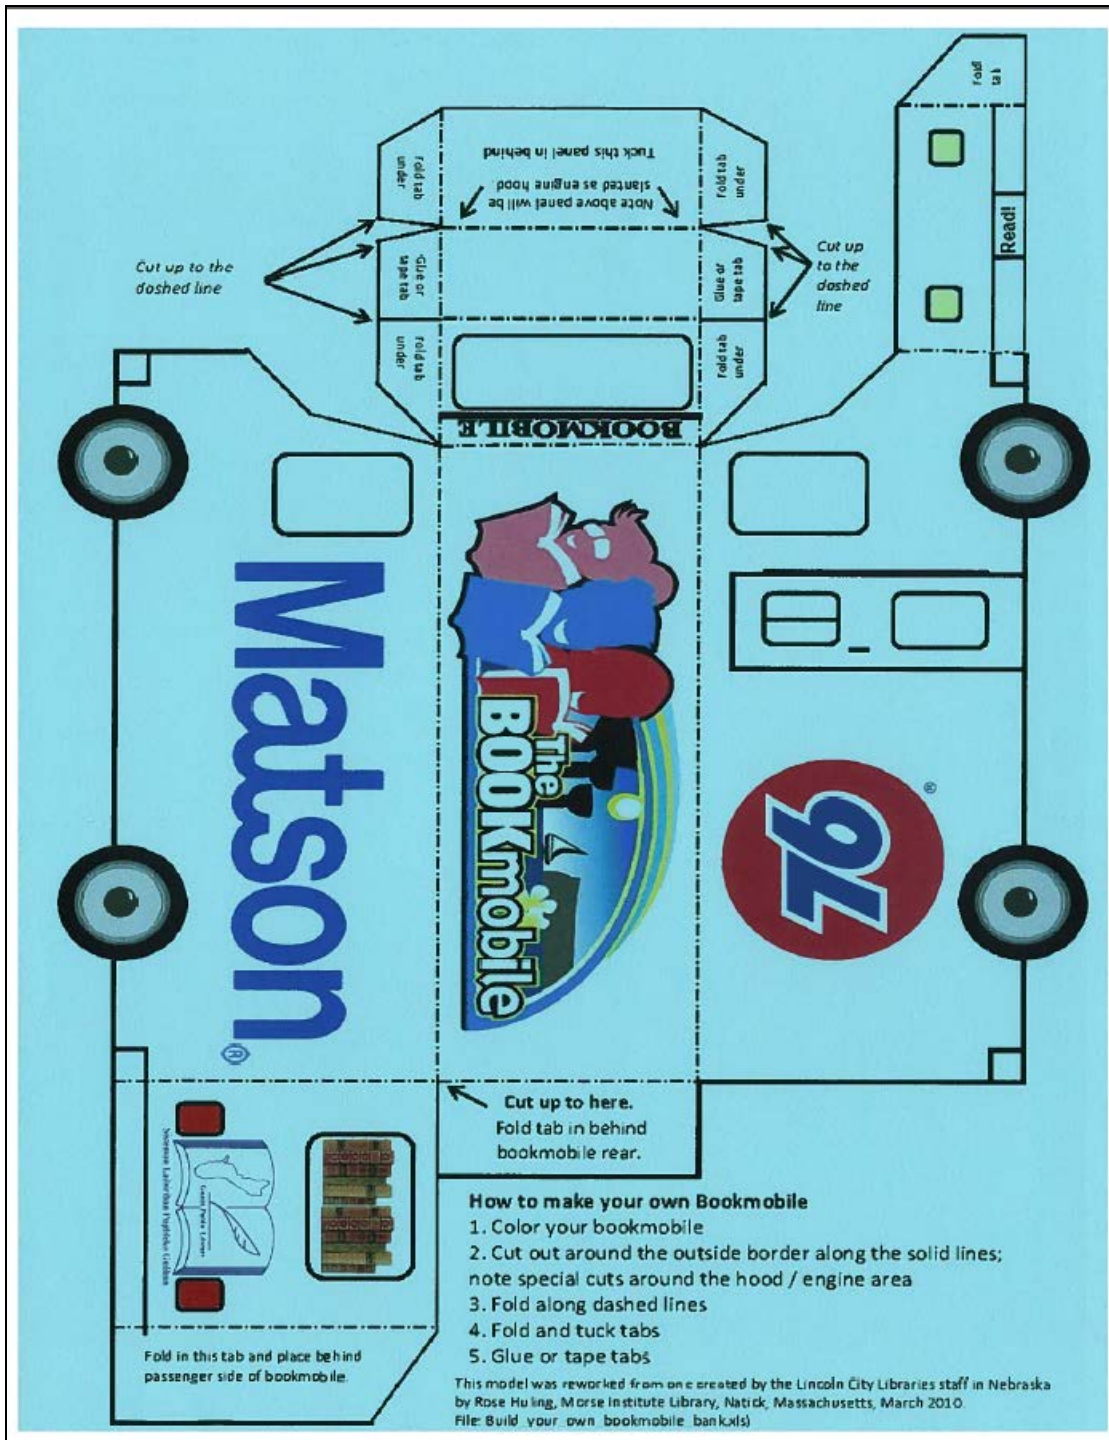 Fold
tab
Tuck this panel in behind
Note above panel will be
slanted as engine hood.
Fold tab
under
Fold tab
under
Read!
Cut up to the
dashed line
Glue or
tape tab
Glue or
tape tab
Cut up
to the
dashed
line
Fold tab
under
Fold tab
under
BOOKMOBILE
Matson®
The
BOOKmobile
76®
Cut up to here.
Fold tab in behind
bookmobile rear.
Guam Public Library
How to make your own Bookmobile
1. Color your bookmobile
2. Cut out around the outside border along the solid lines;
note special cuts around the hood / engine area
3. Fold along dashed lines
4. Fold and tuck tabs
5. Glue or tape tabs
Fold in this tab and place behind
passenger side of bookmobile.
This model was reworked from one created by the Lincoln City Libraries staff in Nebraska
by Rose Huling, Morse Institute Library, Natick, Massachusetts, March 2010.
File: Build your own bookmobile bank.xls)